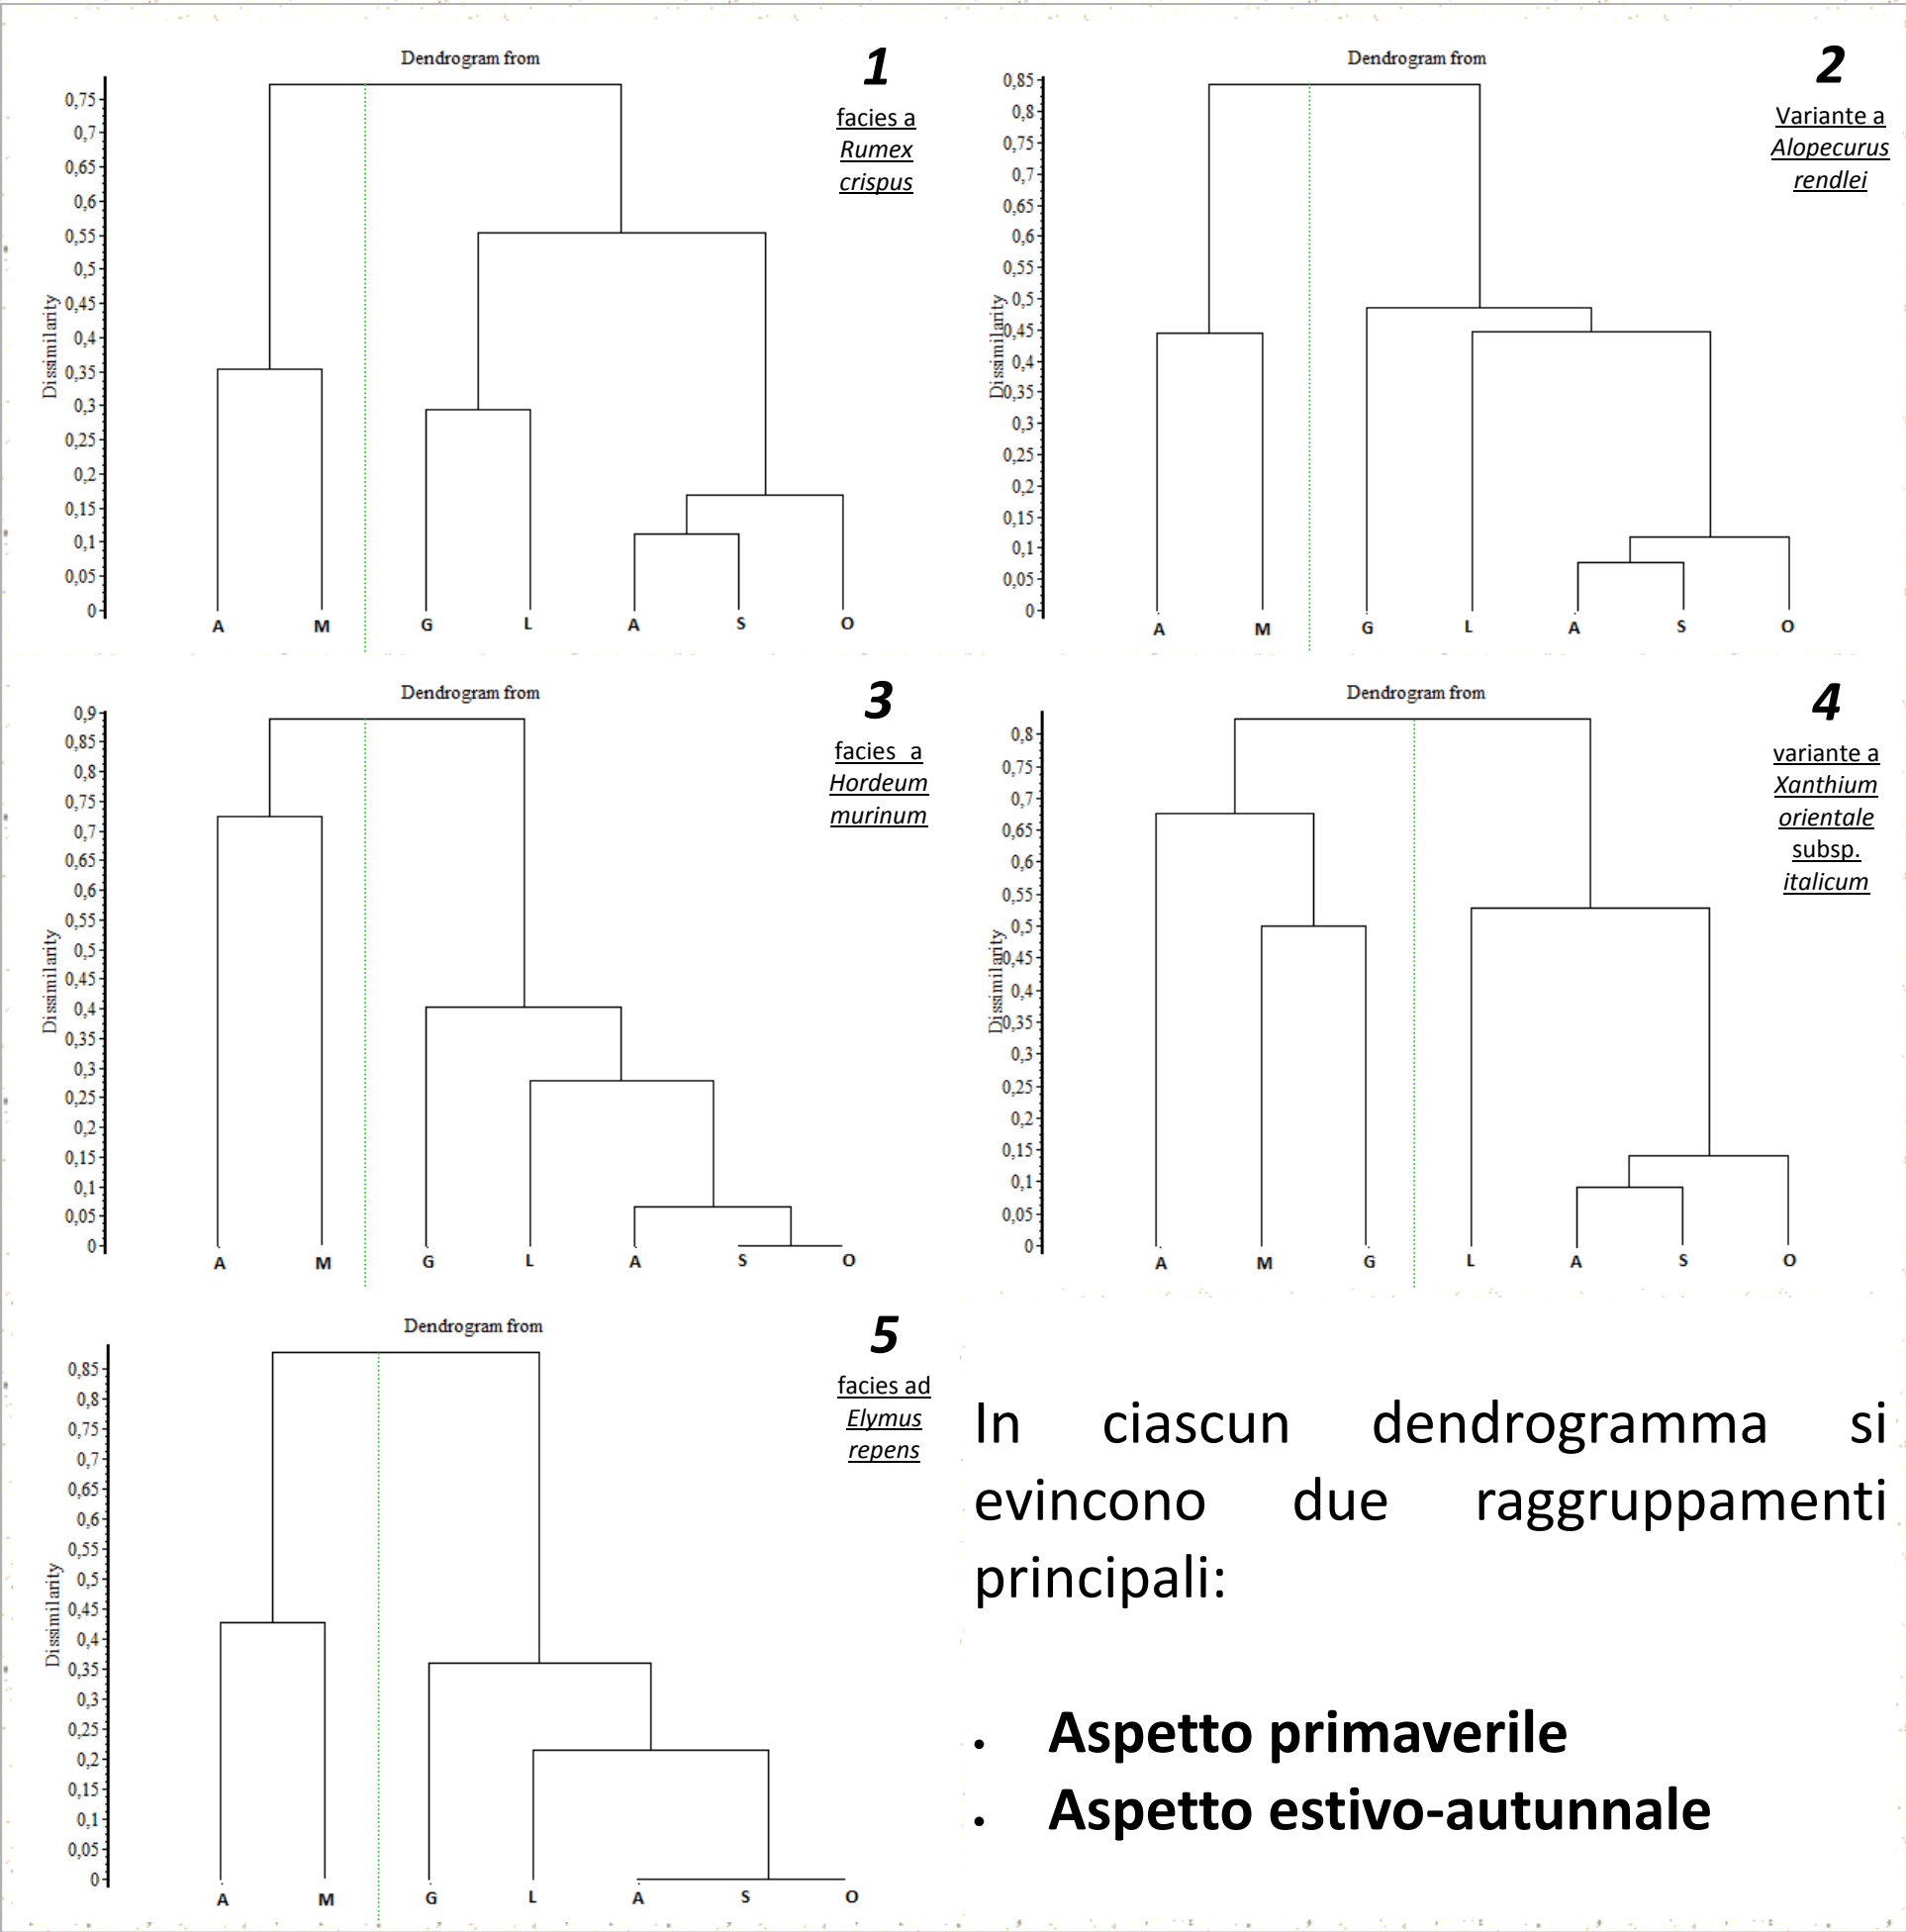 Dendrogram from
1
facies a
Rumex
crispus
0,75
0,7
0,65
0,6
0,55
0,5
0,45
0,4
0,35
0,3
0,25
0,2
0,15
0,1
0,05
0
Dissimilarity
A M G L A S O
Dendrogram from
2
Variante a
Alopecurus
rendlei
0,85
0,8
0,75
0,7
0,65
0,6
0,55
0,5
0,45
0,4
0,35
0,3
0,25
0,2
0,15
0,1
0,05
0
Dissimilarity
A M G L A S O
Dendrogram from
3
facies a
Hordeum
murinum
0,9
0,85
0,8
0,75
0,7
0,65
0,6
0,55
0,5
0,45
0,4
0,35
0,3
0,25
0,2
0,15
0,1
0,05
0
Dissimilarity
A M G L A S O
Dendrogram from
4
variante a
Xanthium
orientale
subsp.
italicum
0,8
0,75
0,7
0,65
0,6
0,55
0,5
0,45
0,4
0,35
0,3
0,25
0,2
0,15
0,1
0,05
0
Dissimilarity
A M G L A S O
Dendrogram from
5
facies ad
Elymus
repens
0,85
0,8
0,75
0,7
0,65
0,6
0,55
0,5
0,45
0,4
0,35
0,3
0,25
0,2
0,15
0,1
0,05
0
Dissimilarity
A M G L A S O
In ciascun dendrogramma si
evincono due raggruppamenti
principali:
• Aspetto primaverile
• Aspetto estivo-autunnale